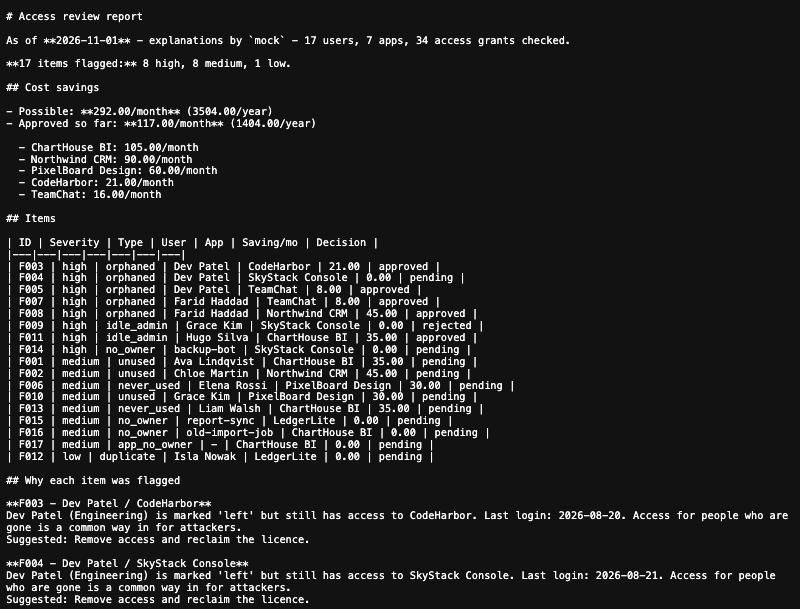 # Access review report
As of **2026-11-01** - explanations by `mock` - 17 users, 7 apps, 34 access grants checked.
**17 items flagged:** 8 high, 8 medium, 1 low.
## Cost savings
- Possible: **292.00/month** (3504.00/year)
- Approved so far: **117.00/month** (1404.00/year)
- ChartHouse BI: 105.00/month
- Northwind CRM: 90.00/month
- PixelBoard Design: 60.00/month
- CodeHarbor: 21.00/month
- TeamChat: 16.00/month
## Items
| ID | Severity | Type | User | App | Saving/mo | Decision |
|---|---|---|---|---|---|---|
| F003 | high | orphaned | Dev Patel | CodeHarbor | 21.00 | approved |
| F004 | high | orphaned | Dev Patel | SkyStack Console | 0.00 | pending |
| F005 | high | orphaned | Dev Patel | TeamChat | 8.00 | approved |
| F007 | high | orphaned | Farid Haddad | TeamChat | 8.00 | approved |
| F008 | high | orphaned | Farid Haddad | Northwind CRM | 45.00 | approved |
| F009 | high | idle_admin | Grace Kim | SkyStack Console | 0.00 | rejected |
| F011 | high | idle_admin | Hugo Silva | ChartHouse BI | 35.00 | approved |
| F014 | high | no_owner | backup-bot | SkyStack Console | 0.00 | pending |
| F001 | medium | unused | Ava Lindqvist | ChartHouse BI | 35.00 | pending |
| F002 | medium | unused | Chloe Martin | Northwind CRM | 45.00 | pending |
| F006 | medium | never_used | Elena Rossi | PixelBoard Design | 30.00 | pending |
| F010 | medium | unused | Grace Kim | PixelBoard Design | 30.00 | pending |
| F013 | medium | never_used | Liam Walsh | ChartHouse BI | 35.00 | pending |
| F015 | medium | no_owner | report-sync | LedgerLite | 0.00 | pending |
| F016 | medium | no_owner | old-import-job | ChartHouse BI | 0.00 | pending |
| F017 | medium | app_no_owner | - | ChartHouse BI | 0.00 | pending |
| F012 | low | duplicate | Isla Nowak | LedgerLite | 0.00 | pending |
## Why each item was flagged
**F003 - Dev Patel / CodeHarbor**
Dev Patel (Engineering) is marked 'left' but still has access to CodeHarbor. Last login: 2026-08-20. Access for people who are
gone is a common way in for attackers.
Suggested: Remove access and reclaim the licence.
**F004 - Dev Patel / SkyStack Console**
Dev Patel (Engineering) is marked 'left' but still has access to SkyStack Console. Last login: 2026-08-21. Access for people
who are gone is a common way in for attackers.
Suggested: Remove access and reclaim the licence.